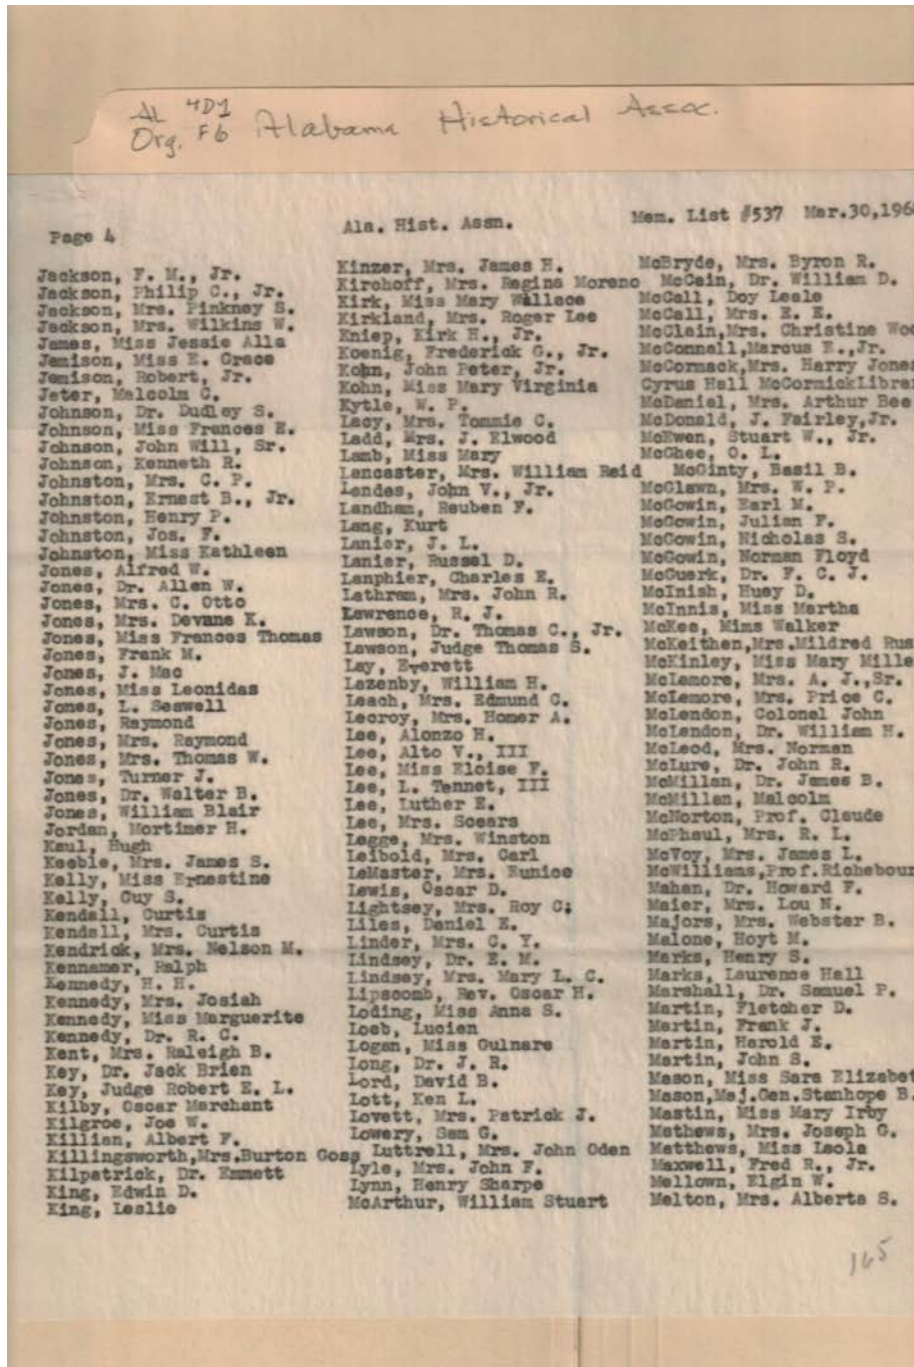 AL 4D1
Org. F6 Alabama Historical Assoc.
Page 4
Ala. Hist. Assn.
Mem. List #537 Mar.30,196
Jackson, F. M., Jr.
Jackson, Philip C., Jr.
Jackson, Mrs. Pinkney S.
Jackson, Mrs. Wilkins W.
James, Miss Jessie Alla
Jemison, Miss E. Grace
Jemison, Robert, Jr.
Jeter, Malcolm C.
Johnson, Dr. Dudley S.
Johnson, Miss Frances E.
Johnson, John Will, Sr.
Johnson, Kenneth R.
Johnston, Mrs. C. P.
Johnston, Ernest B., Jr.
Johnston, Henry P.
Johnston, Jos. F.
Johnston, Miss Kathleen
Jones, Alfred W.
Jones, Dr. Allen W.
Jones, Mrs. C. Otto
Jones, Mrs. Devane K.
Jones, Miss Frances Thomas
Jones, Frank M.
Jones, J. Mac
Jones, Miss Leonidas
Jones, L. Seawell
Jones, Raymond
Jones, Mrs. Raymond
Jones, Mrs. Thomas W.
Jones, Turner J.
Jones, Dr. Walter B.
Jones, William Blair
Jordan, Mortimer H.
Kaul, Hugh
Keebie, Mrs. James S.
Kelly, Miss Ernestine
Kelly, Guy S.
Kendall, Curtis
Kendall, Mrs. Curtis
Kendrick, Mrs. Nelson M.
Kennamer, Ralph
Kennedy, H. H.
Kennedy, Mrs. Josiah
Kennedy, Miss Marguerite
Kennedy, Dr. R. C.
Kent, Mrs. Raleigh B.
Key, Dr. Jack Brien
Key, Judge Robert E. L.
Kilby, Oscar Marchant
Kilgroe, Joe W.
Killian, Albert F.
Killingsworth,Mrs.Burton Goss
Kilpatrick, Dr. Emmett
King, Edwin D.
King, Leslie
Kinzer, Mrs. James H.
Kirchoff, Mrs. Regina Moreno
Kirk, Miss Mary Wallace
Kirkland, Mrs. Roger Lee
Kniep, Kirk H., Jr.
Koenig, Frederick G., Jr.
Kohn, John Peter, Jr.
Kohn, Miss Mary Virginia
Kytle, W. P.
Lacy, Mrs. Tommie C.
Ladd, Mrs. J. Elwood
Lamb, Miss Mary
Lancaster, Mrs. William Reid
Landes, John V., Jr.
Landham, Reuben F.
Lang, Kurt
Lanier, J. L.
Lanier, Russel D.
Lanphier, Charles E.
Lathram, Mrs. John R.
Lawrence, R. J.
Lawson, Dr. Thomas C., Jr.
Lawson, Judge Thomas S.
Lay, Everett
Lazenby, William H.
Leach, Mrs. Edmund C.
Lecroy, Mrs. Homer A.
Lee, Alonzo H.
Lee, Alto V., III
Lee, Miss Eloise F.
Lee, L. Tennet, III
Lee, Luther E.
Lee, Mrs. Scears
Legge, Mrs. Winston
Leibold, Mrs. Carl
LeMaster, Mrs. Eunice
Lewis, Oscar D.
Lightsey, Mrs. Roy C;
Liles, Daniel E.
Linder, Mrs. C. Y.
Lindsey, Dr. E. M.
Lindsey, Mrs. Mary L. C.
Lipscomb, Rev. Oscar H.
Loding, Miss Anna S.
Loeb, Lucien
Logan, Miss Gulnare
Long, Dr. J. R.
Lord, David B.
Lott, Ken L.
Lovett, Mrs. Patrick J.
Lowery, Sam G.
Luttrell, Mrs. John Oden
Lyle, Mrs. John F.
Lynn, Henry Sharpe
McArthur, William Stuart
McBryde, Mrs. Byron R.
McCain, Dr. William D.
McCall, Doy Leale
McCall, Mrs. E. E.
McClain,Mrs. Christine Woo
McConnell,Marcus E.,Jr.
McCormack,Mrs. Harry Jones
Cyrus Hall McCormickLibrar
McDaniel, Mrs. Arthur Bee
McDonald, J. Fairley,Jr.
McEwen, Stuart W., Jr.
McGhee, O. L.
McGinty, Basil B.
McGlawn, Mrs. W. P.
McGowin, Earl M.
McGowin, Julian F.
McGowin, Nicholas S.
McGowin, Norman Floyd
McGuerk, Dr. F. C. J.
McInish, Huey D.
McInnis, Miss Martha
McKee, Mims Walker
McKeithen,Mrs.Mildred Rus
McKinley, Miss Mary Mille
McLemore, Mrs. A. J.,Sr.
McLemore, Mrs. Price C.
McLendon, Colonel John
McLendon, Dr. William H.
McLeod, Mrs. Norman
McLure, Dr. John R.
McMillan, Dr. James B.
McMillan, Malcolm
McNorton, Prof. Claude
McPhaul, Mrs. R. L.
McVoy, Mrs. James L.
McWilliams,Prof.Richebour
Mahan, Dr. Howard F.
Maier, Mrs. Lou N.
Majors, Mrs. Webster B.
Malone, Hoyt M.
Marks, Henry S.
Marks, Laurence Hall
Marshall, Dr. Samuel P.
Martin, Fletcher D.
Martin, Frank J.
Martin, Harold E.
Martin, John S.
Mason, Miss Sara Elizabet
Mason,Maj.Gen.Stanhope B.
Mastin, Miss Mary Irby
Mathews, Mrs. Joseph G.
Matthews, Miss Leola
Maxwell, Fred R., Jr.
Mellown, Elgin W.
Melton, Mrs. Alberta S.
165